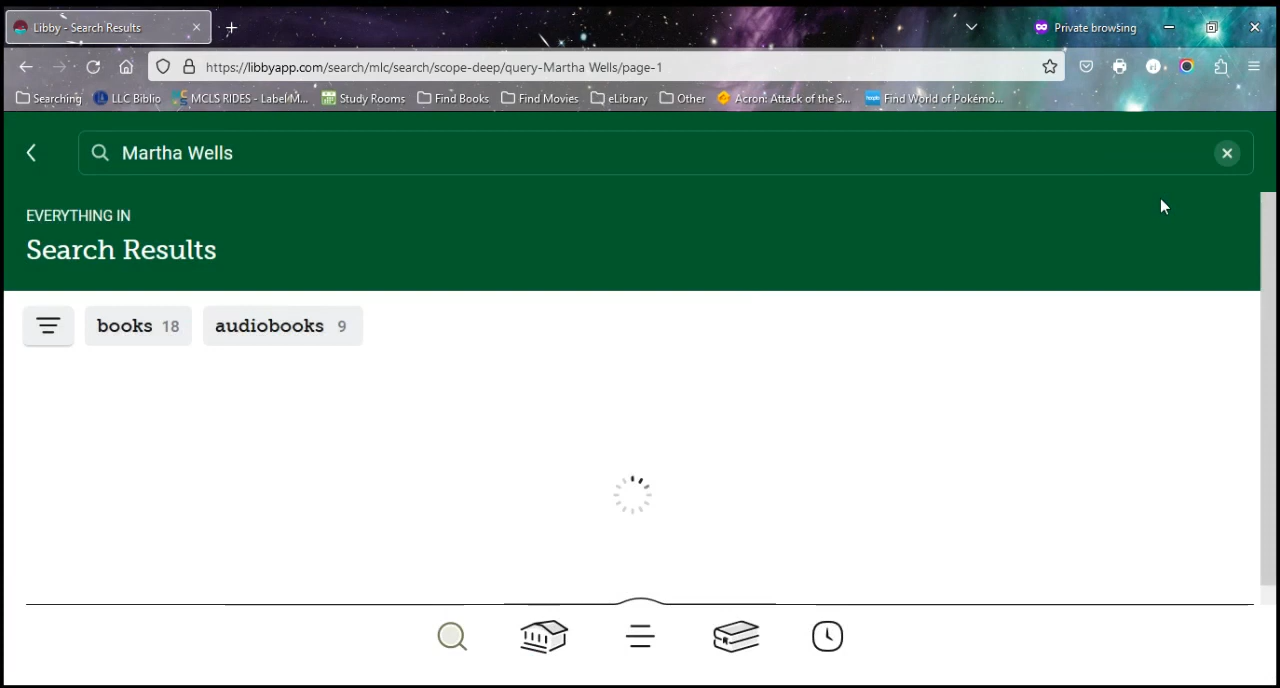 Libby - Search Results
Private browsing
https://libbyapp.com/search/mlc/search/scope-deep/query-Martha Wells/page-1
Searching LLC Biblio MCLS RIDES - LabelM... Study Rooms Find Books Find Movies eLibrary Other Acron: Attack of the S... Find World of Pokémo...
Martha Wells
EVERYTHING IN
Search Results
books 18 audiobooks 9